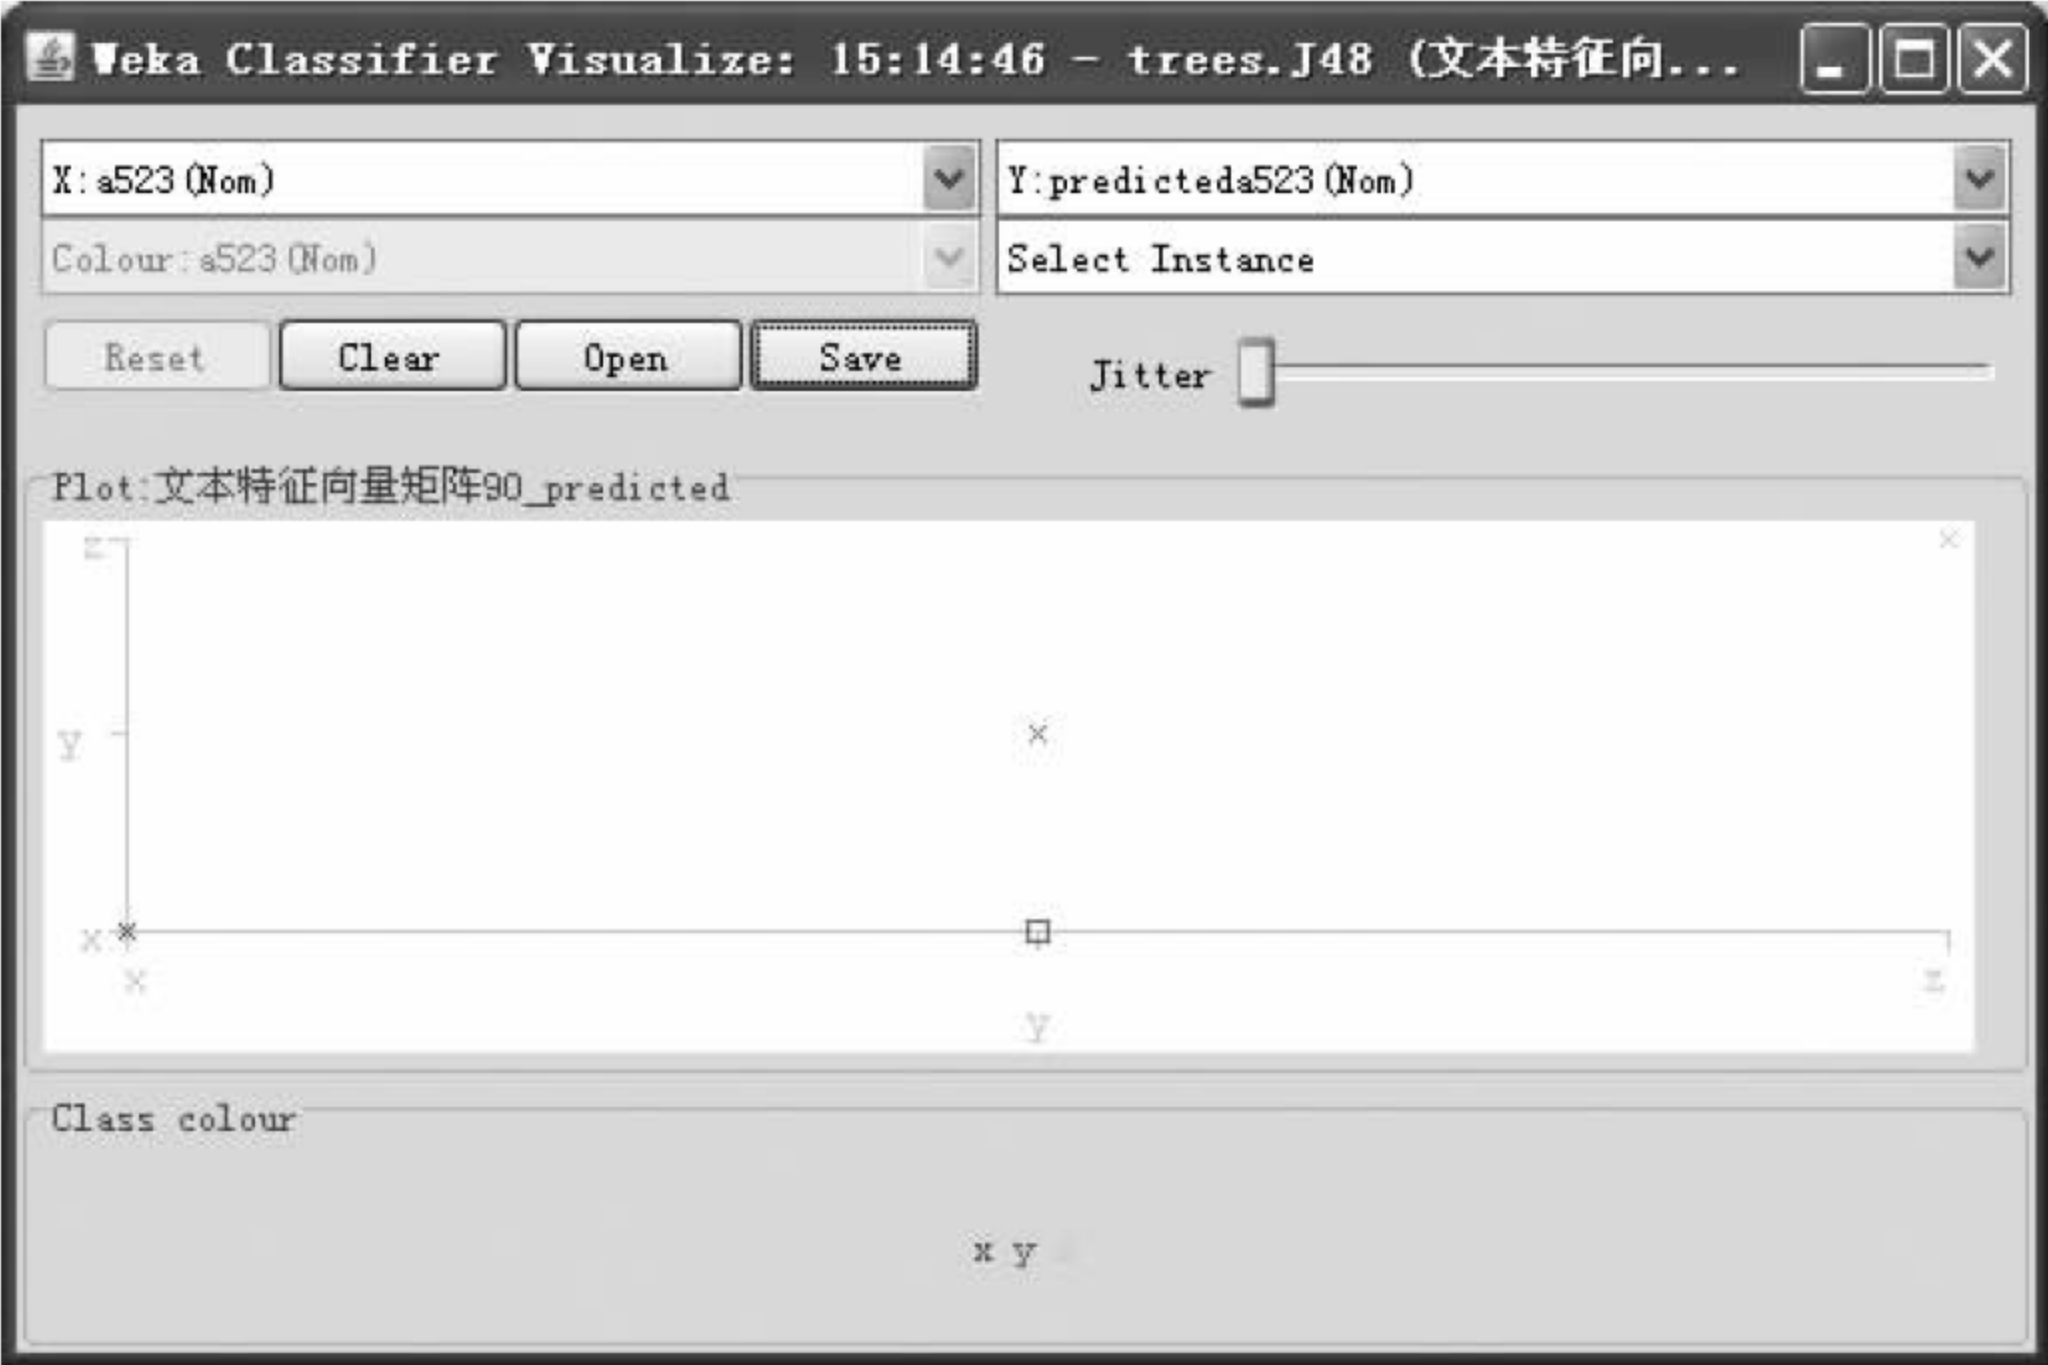 Weka Classifier Visualize: 15:14:46 - trees.J48 (文本特征向...
X:a523(Nom)
Y:predicteda523(Nom)
Colour:a523(Nom)
Select Instance
Reset
Clear
Open
Save
Jitter
Plot:文本特征向量矩阵90_predicted
z
y
x
x
y
z
Class colour
x y